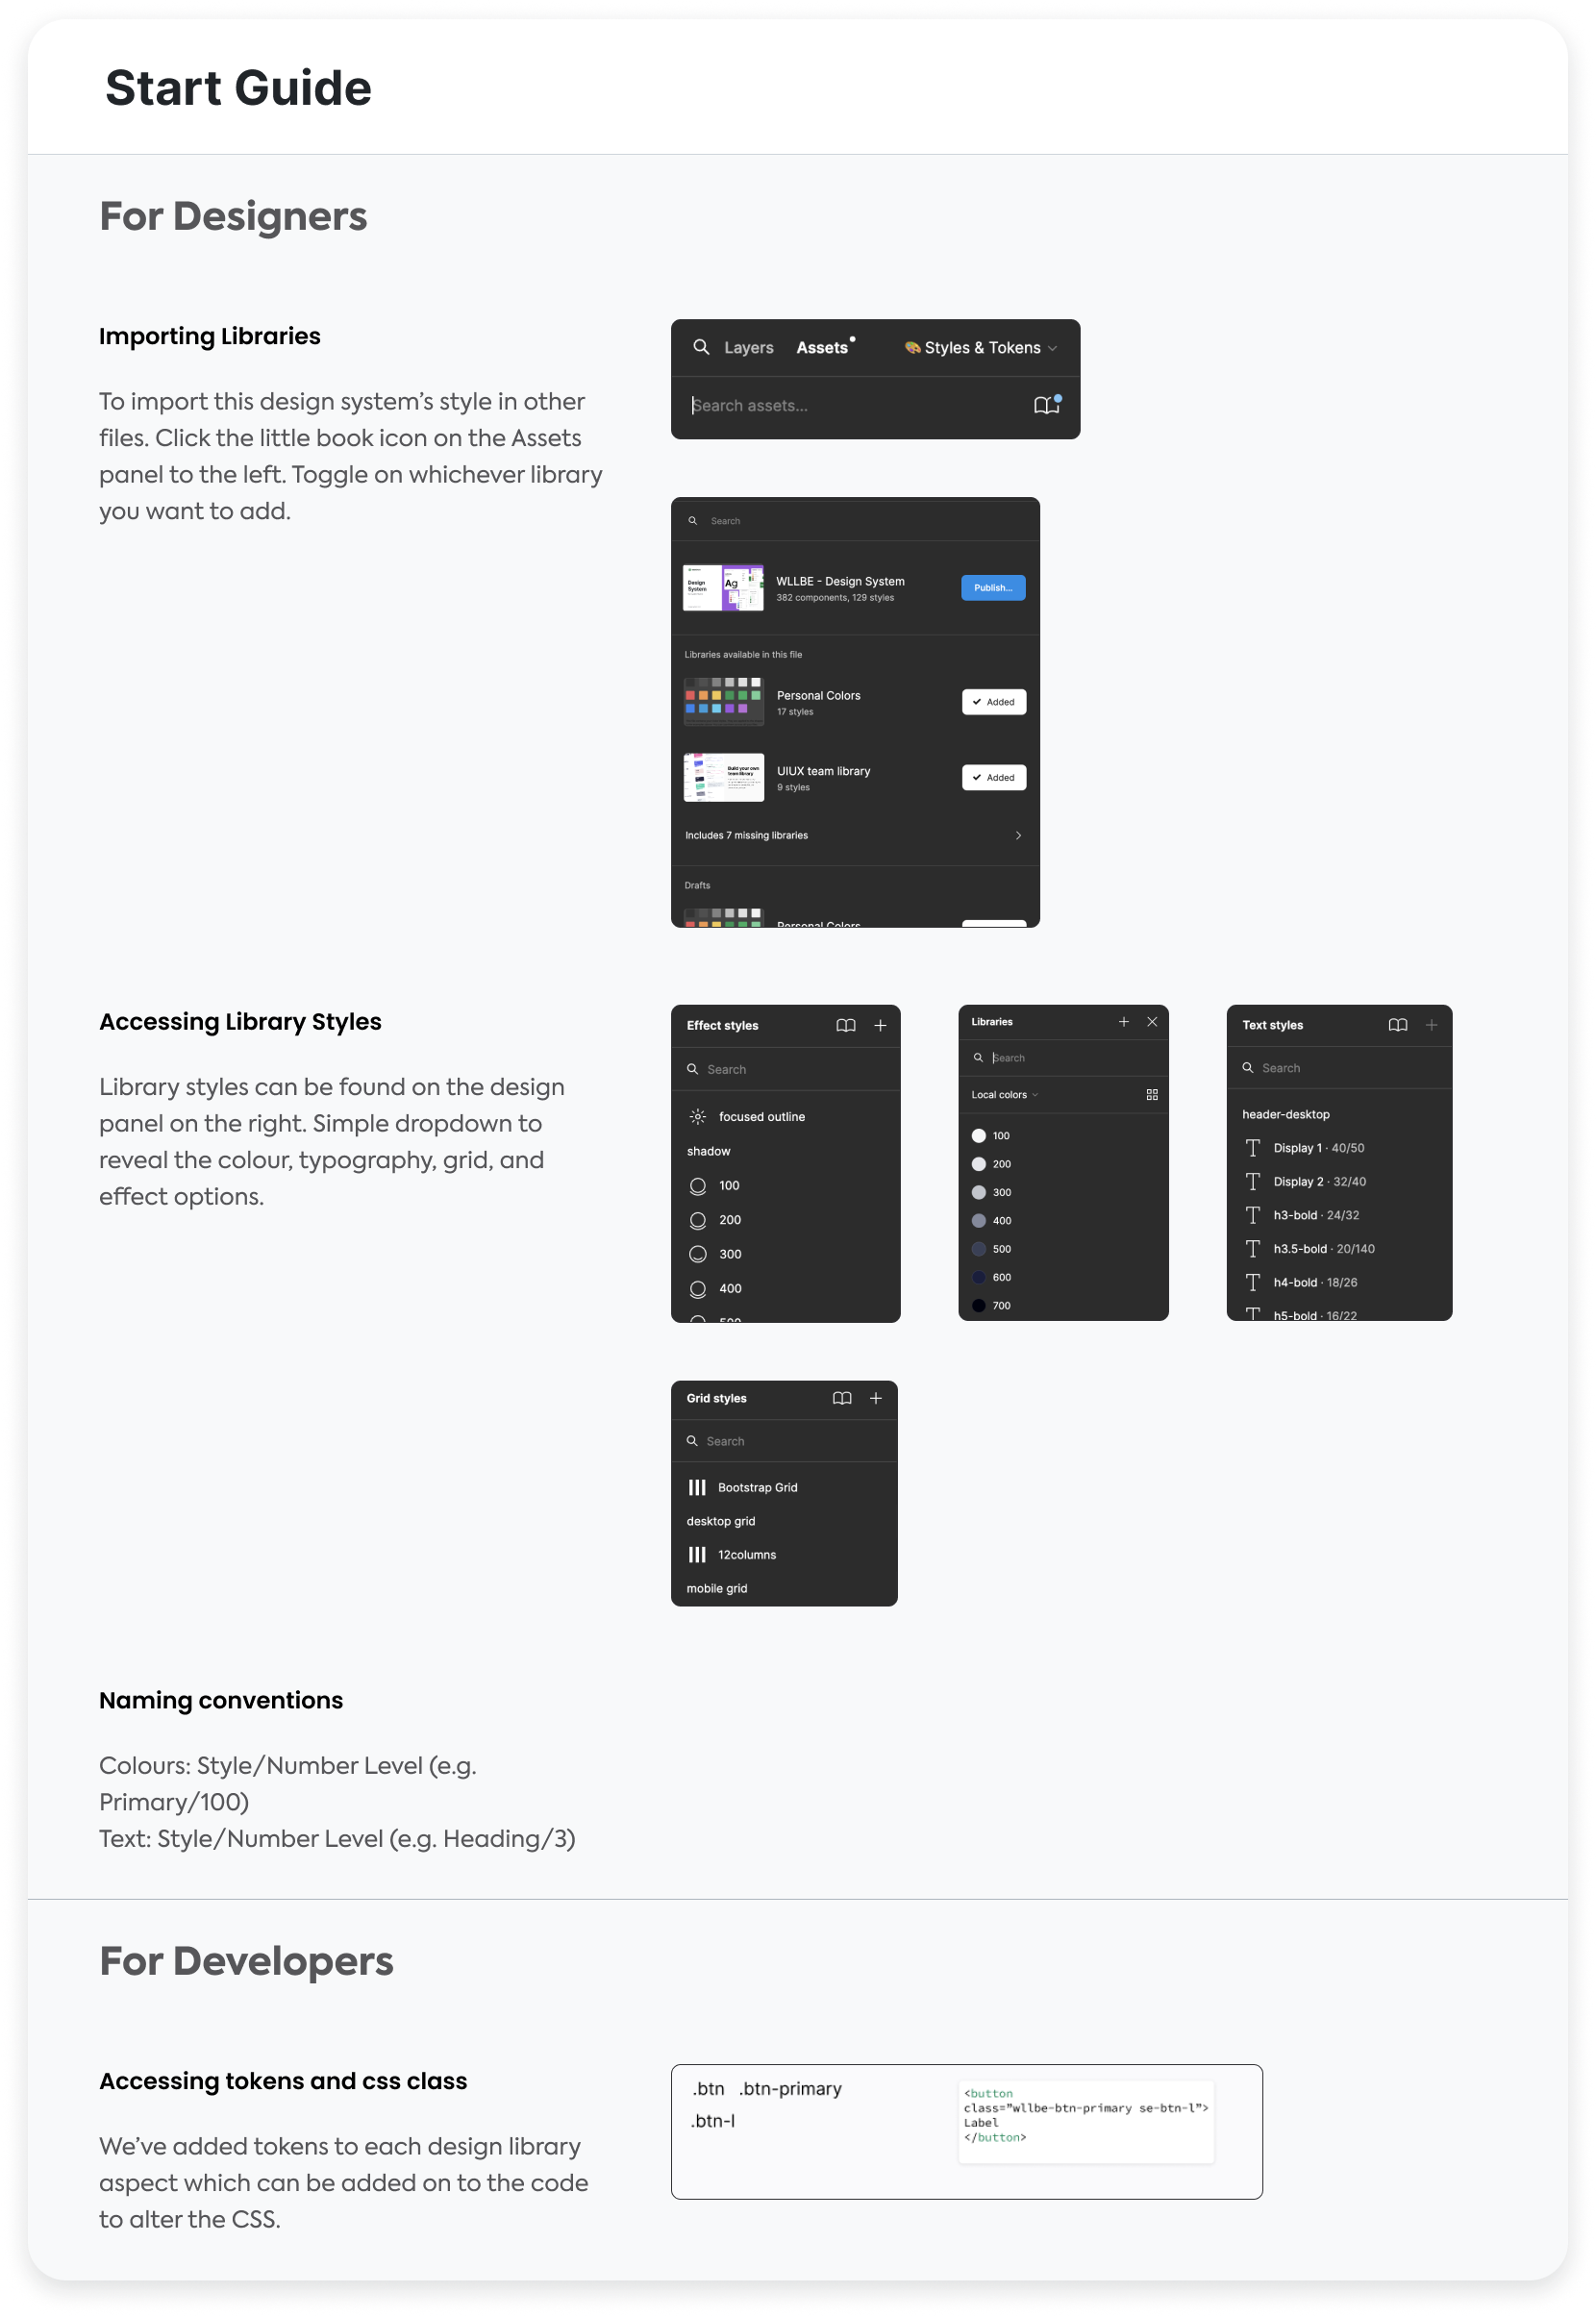 Start Guide
For Designers
Importing Libraries
To import this design system’s style in other
files. Click the little book icon on the Assets
panel to the left. Toggle on whichever library
you want to add.
Layers Assets 🎨 Styles & Tokens
Search assets...
Search
Design
System
Ag
WLLBE - Design System
382 components, 129 styles
Publish...
Libraries available in this file
Personal Colors
17 styles
Added
Build your own
team library
UIUX team library
9 styles
Added
Includes 7 missing libraries
Drafts
Personal Colors
Accessing Library Styles
Library styles can be found on the design
panel on the right. Simple dropdown to
reveal the colour, typography, grid, and
effect options.
Effect styles
Search
focused outline
shadow
100
200
300
400
500
Libraries
Search
Local colors
100
200
300
400
500
600
700
Text styles
Search
header-desktop
Display 1 · 40/50
Display 2 · 32/40
h3-bold · 24/32
h3.5-bold · 20/140
h4-bold · 18/26
h5-bold · 16/22
Grid styles
Search
Bootstrap Grid
desktop grid
12columns
mobile grid
Naming conventions
Colours: Style/Number Level (e.g.
Primary/100)
Text: Style/Number Level (e.g. Heading/3)
For Developers
Accessing tokens and css class
We’ve added tokens to each design library
aspect which can be added on to the code
to alter the CSS.
.btn .btn-primary
.btn-l
<button
class=”wllbe-btn-primary se-btn-l”>
Label
</button>